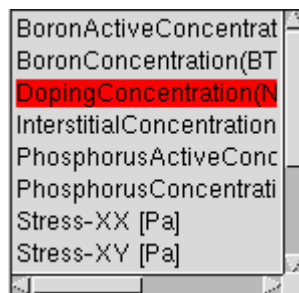 BoronActiveConcentrat
BoronConcentration(BT
DopingConcentration(N
InterstitialConcentration
PhosphorusActiveConc
PhosphorusConcentrati
Stress-XX [Pa]
Stress-XY [Pa]